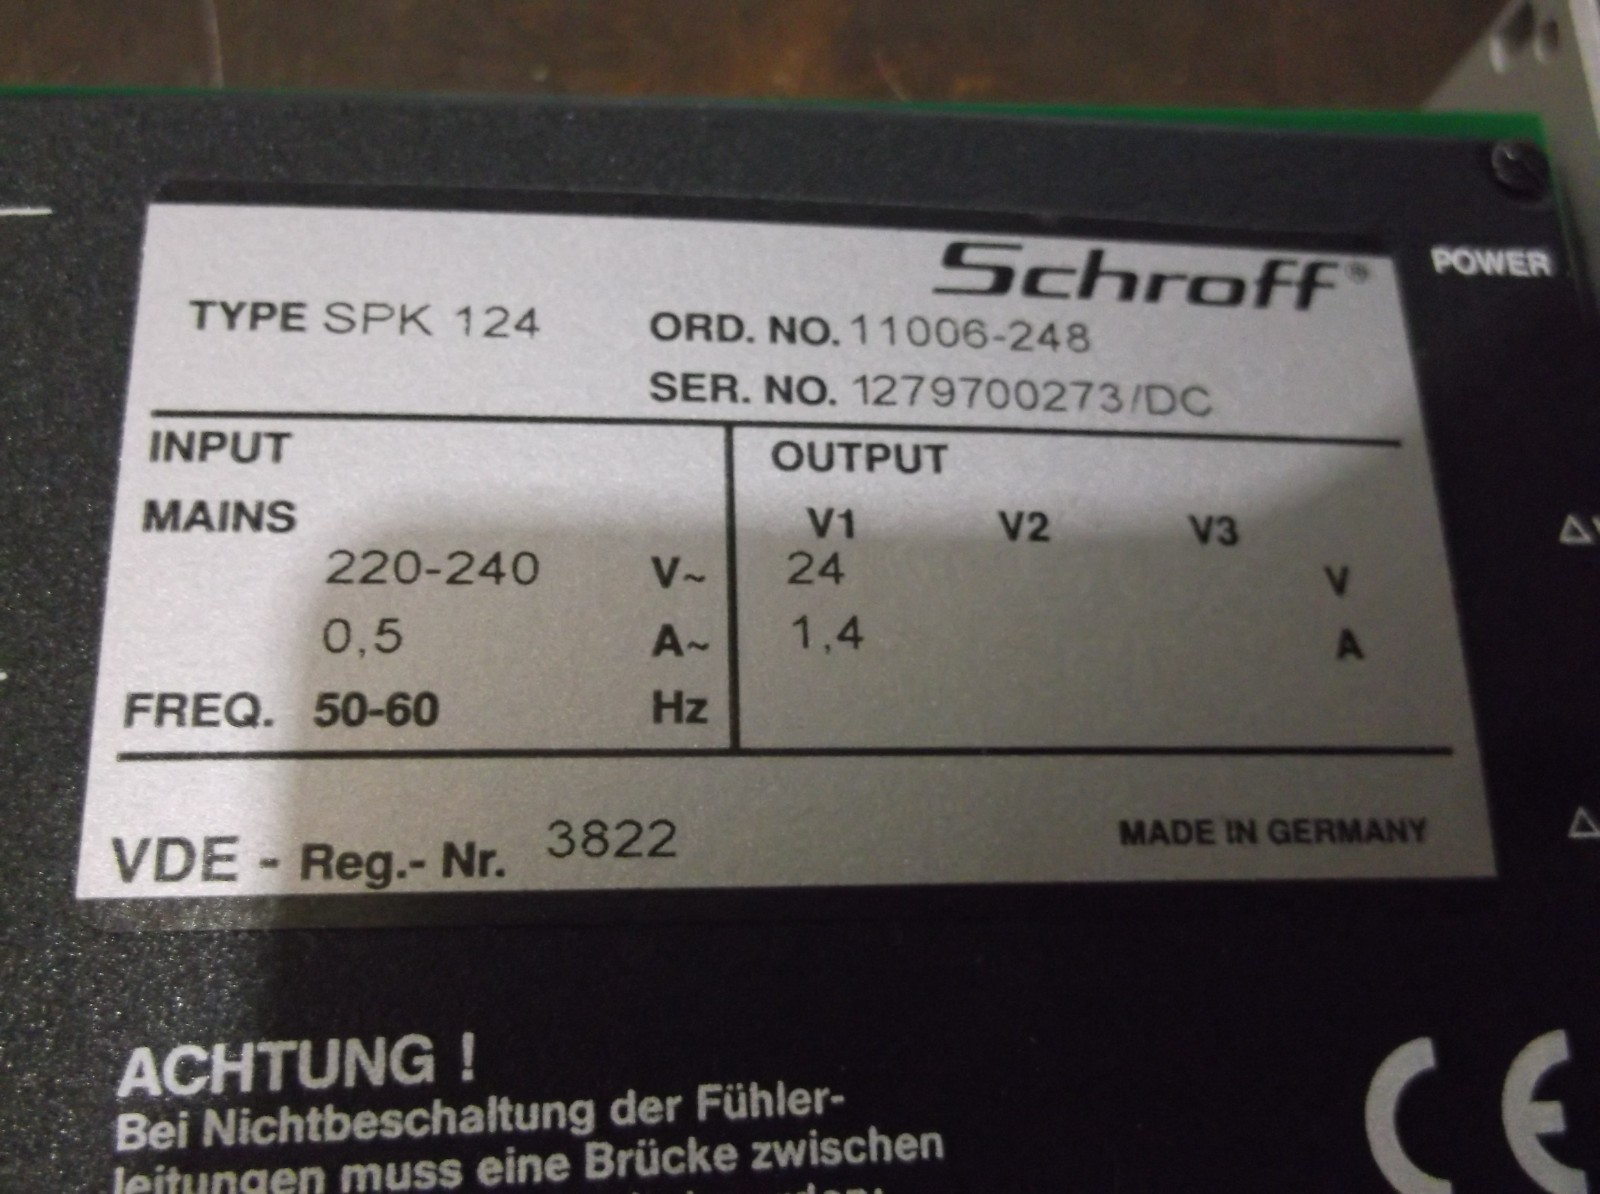 Schroff®
POWER
TYPE SPK 124
ORD. NO. 11006-248
SER. NO. 1279700273/DC
INPUT
MAINS
220-240 V~
0,5 A~
FREQ. 50-60 Hz
OUTPUT
V1 V2 V3
24 V
1,4 A
VDE - Reg.- Nr. 3822
MADE IN GERMANY
ACHTUNG !
Bei Nichtbeschaltung der Fühler-
leitungen muss eine Brücke zwischen
CE